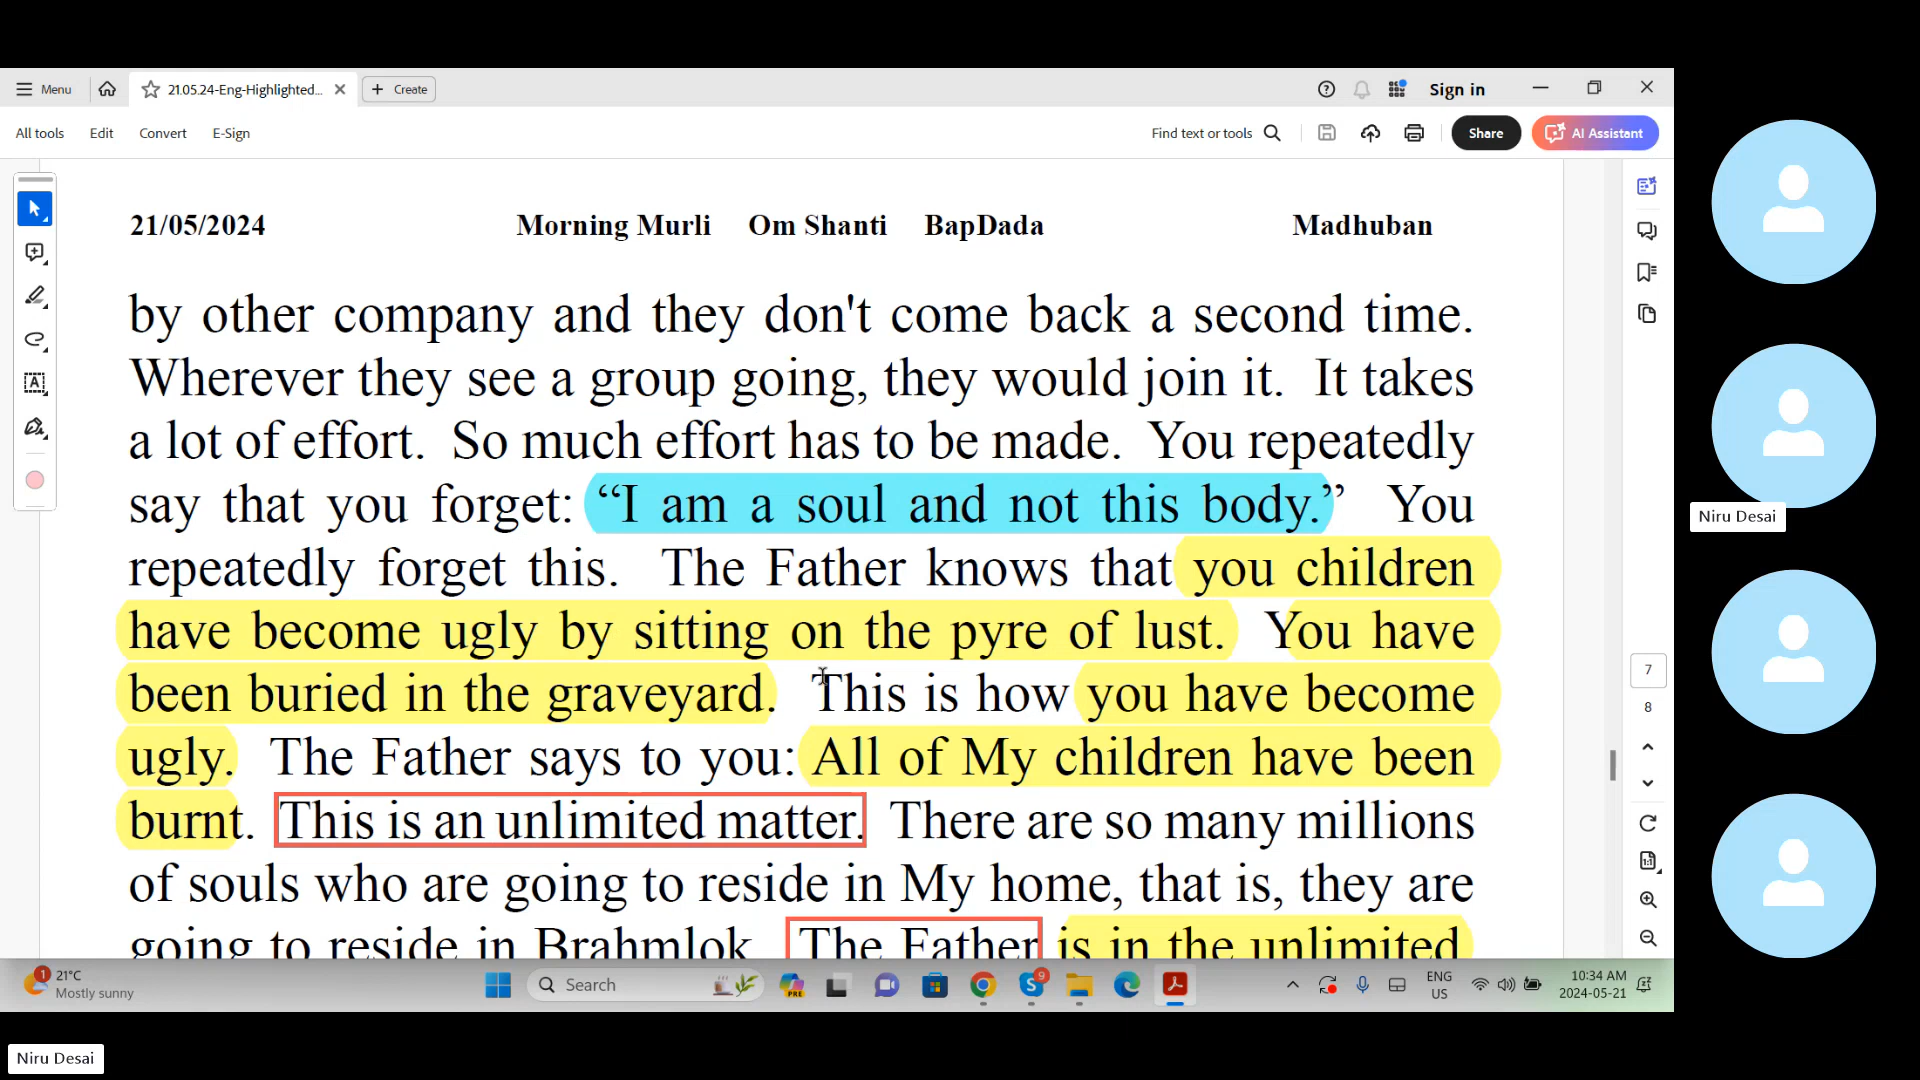 Menu
21.05.24-Eng-Highlighted...
Create
Sign in
All tools Edit Convert E-Sign
Find text or tools
Share
AI Assistant
21/05/2024 Morning Murli Om Shanti BapDada Madhuban
by other company and they don't come back a second time.
Wherever they see a group going, they would join it. It takes
a lot of effort. So much effort has to be made. You repeatedly
say that you forget: “I am a soul and not this body.” You
repeatedly forget this. The Father knows that you children
have become ugly by sitting on the pyre of lust. You have
been buried in the graveyard. This is how you have become
ugly. The Father says to you: All of My children have been
burnt. This is an unlimited matter. There are so many millions
of souls who are going to reside in My home, that is, they are
going to reside in Brahmlok. The Father is in the unlimited
7
8
1:1
Niru Desai
1
21°C
Mostly sunny
Search
PRE
9
ENG
US
10:34 AM
2024-05-21
Niru Desai